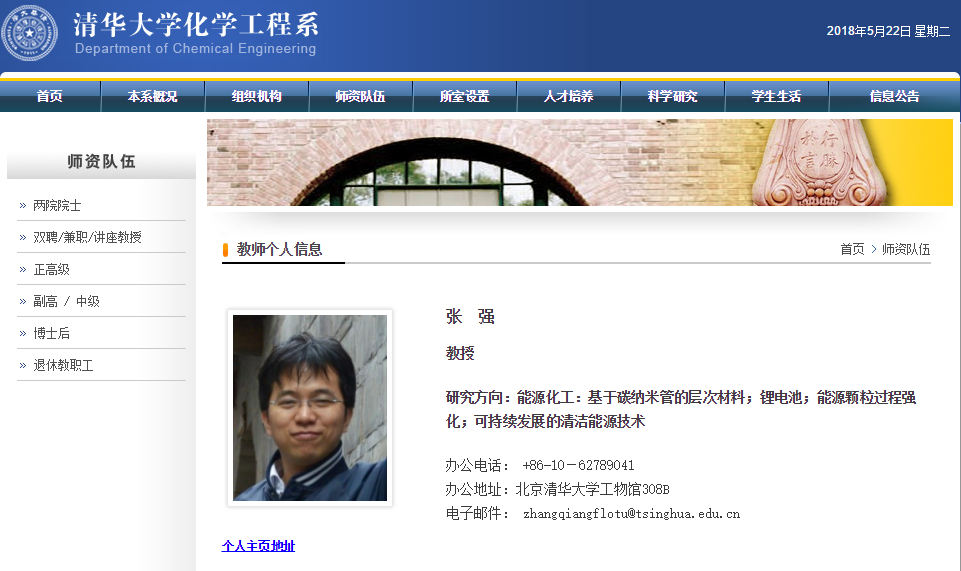 清华大学化学工程系
Department of Chemical Engineering
2018年5月22日 星期二
首页 本系概况 组织机构 师资队伍 所室设置 人才培养 科学研究 学生生活 信息公告
师资队伍
» 两院院士
» 双聘/兼职/讲座教授
» 正高级
» 副高 / 中级
» 博士后
» 退休教职工
行勝
於言
教师个人信息
首页 > 师资队伍
张 强
教授
研究方向：能源化工：基于碳纳米管的层次材料；锂电池；能源颗粒过程强
化；可持续发展的清洁能源技术
办公电话： +86-10－62789041
办公地址：北京清华大学工物馆308B
电子邮件： zhangqiangflotu@tsinghua.edu.cn
个人主页地址